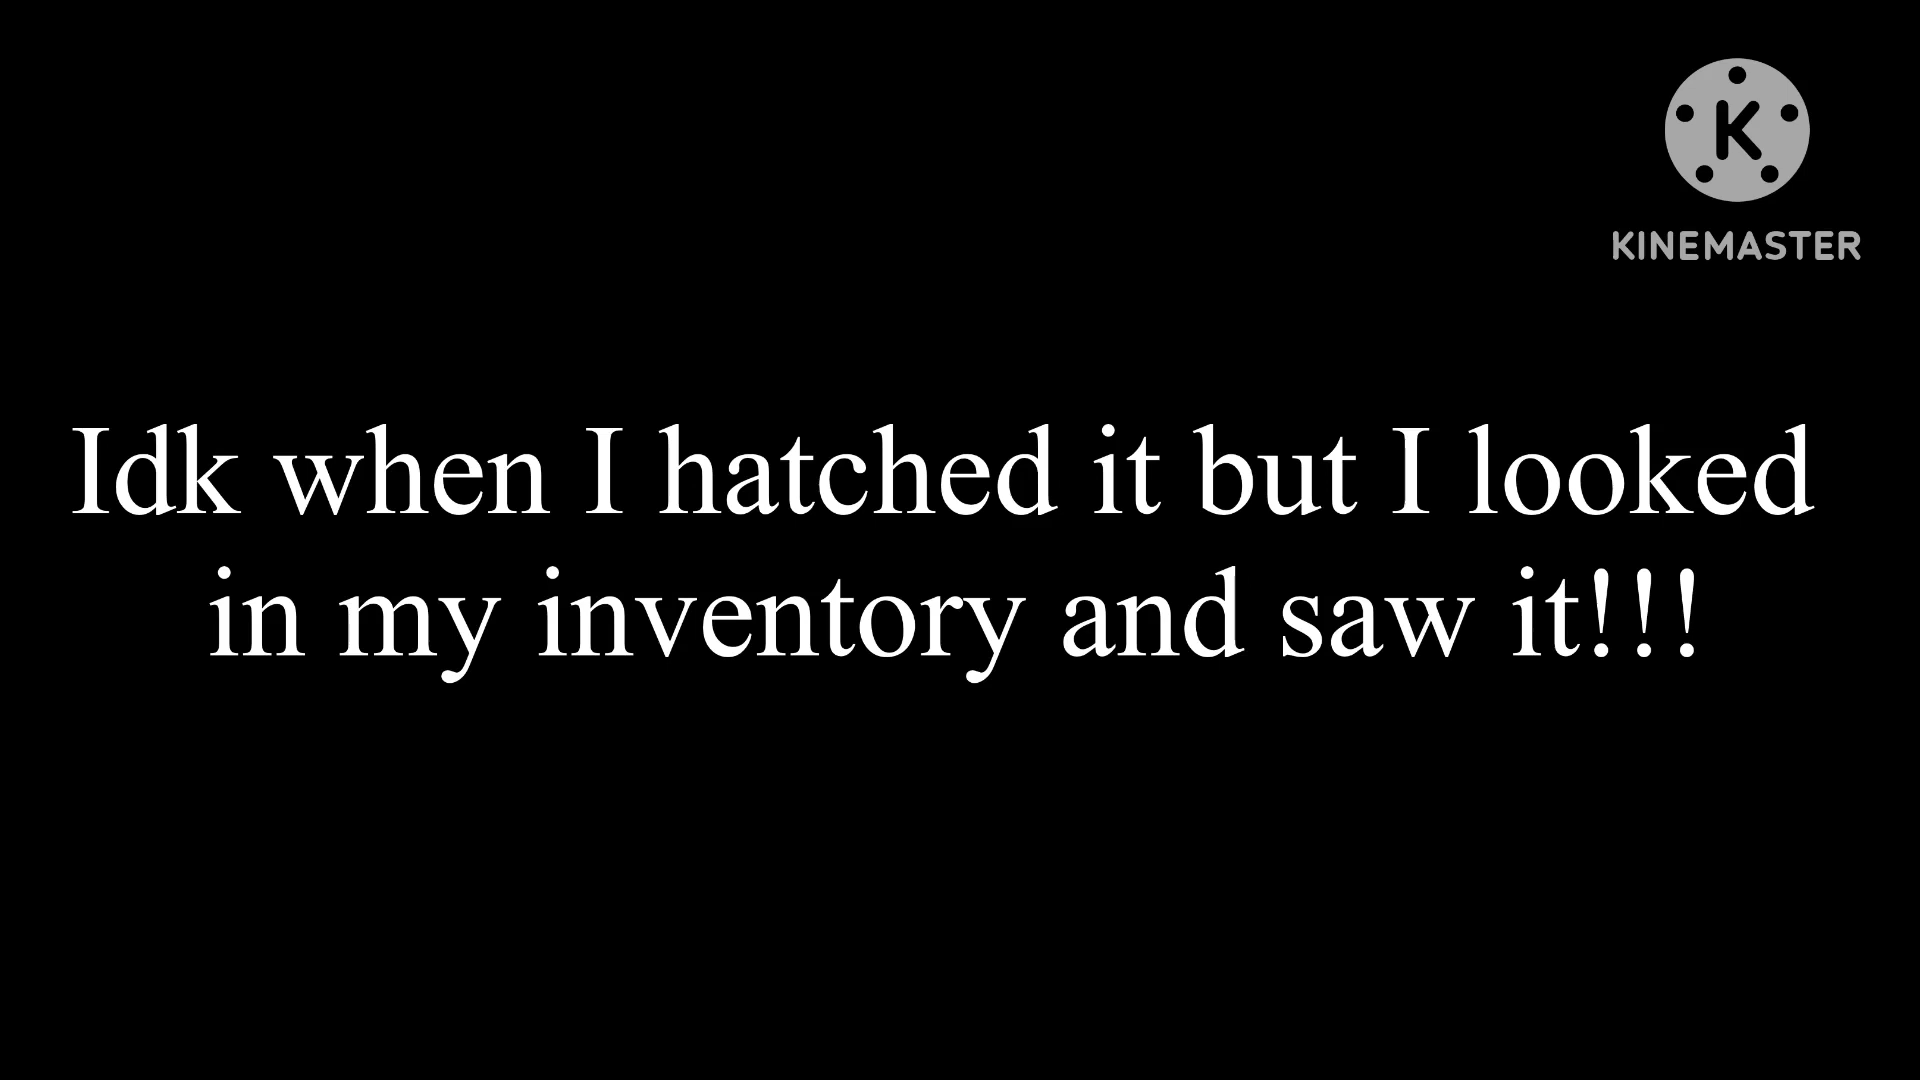 K
KINEMASTER
Idk when I hatched it but I looked
in my inventory and saw it!!!